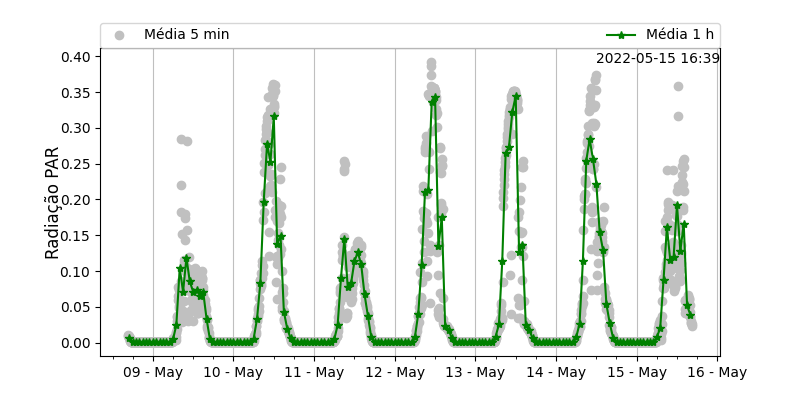 Média 5 min
Média 1 h
2022-05-15 16:39
Radiação PAR
0.40
0.35
0.30
0.25
0.20
0.15
0.10
0.05
0.00
09 - May
10 - May
11 - May
12 - May
13 - May
14 - May
15 - May
16 - May